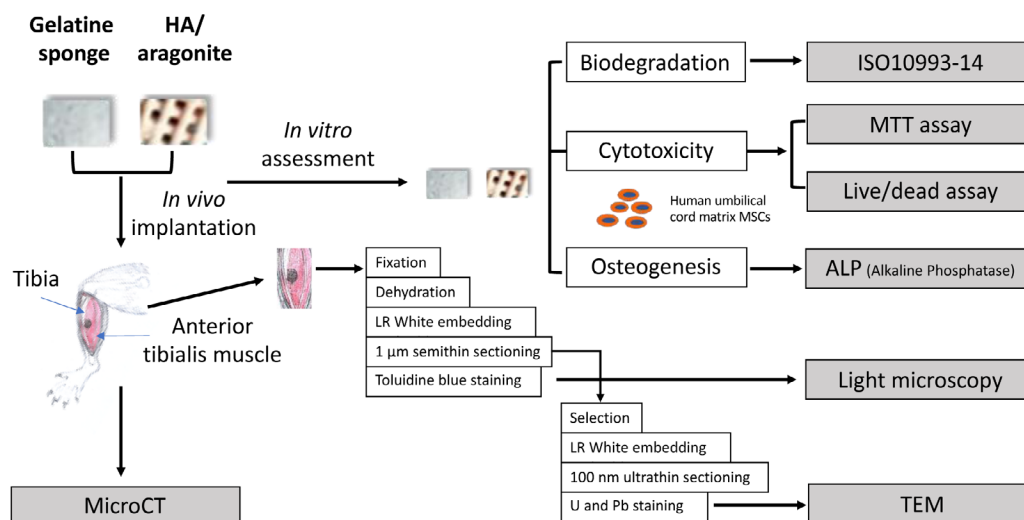 Gelatine
sponge
HA/
aragonite
In vitro
assessment
In vivo
implantation
Tibia
Anterior
tibialis muscle
MicroCT
Biodegradation
ISO10993-14
Cytotoxicity
MTT assay
Live/dead assay
Human umbilical
cord matrix MSCs
Osteogenesis
ALP (Alkaline Phosphatase)
Fixation
Dehydration
LR White embedding
1 µm semithin sectioning
Toluidine blue staining
Light microscopy
Selection
LR White embedding
100 nm ultrathin sectioning
U and Pb staining
TEM